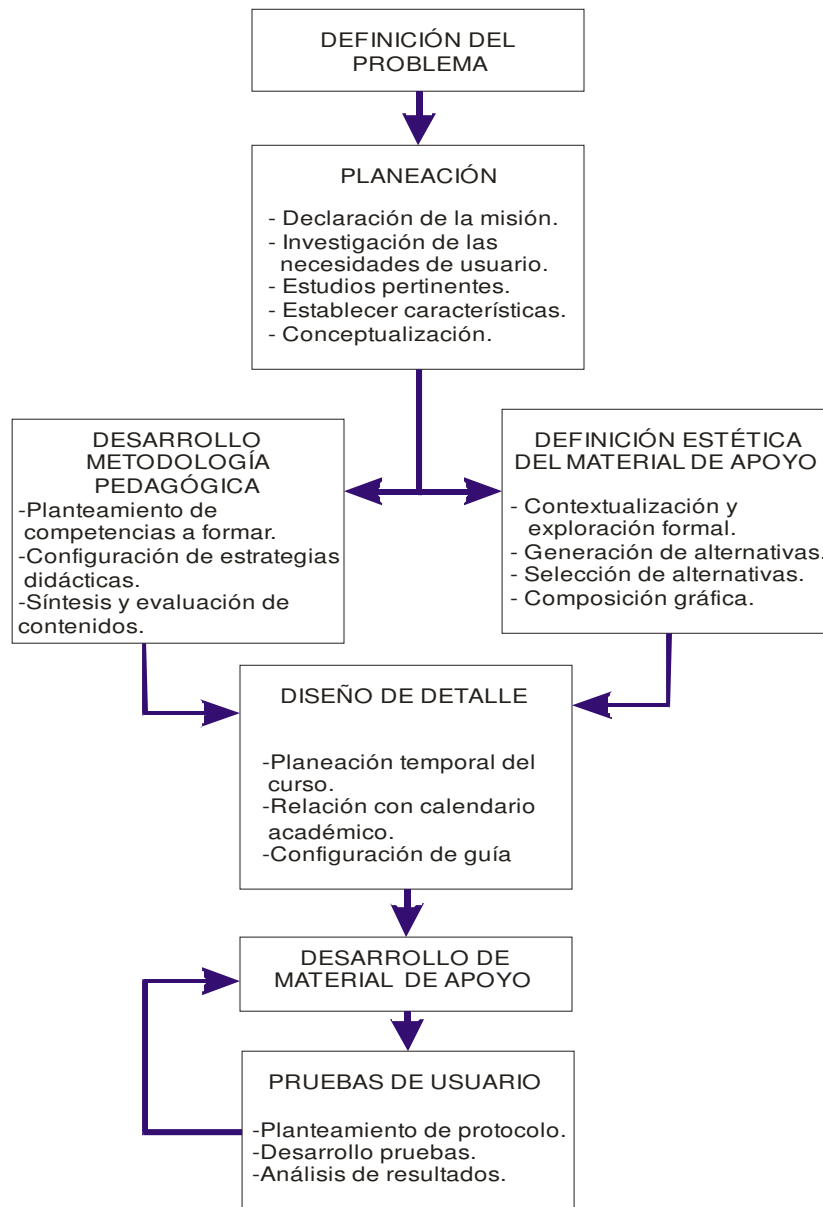 DEFINICIÓN DEL
PROBLEMA
PLANEACIÓN
- Declaración de la misión.
- Investigación de las
necesidades de usuario.
- Estudios pertinentes.
- Establecer características.
- Conceptualización.
DESARROLLO
METODOLOGÍA
PEDAGÓGICA
-Planteamiento de
competencias a formar.
-Configuración de estrategias
didácticas.
-Síntesis y evaluación de
contenidos.
DEFINICIÓN ESTÉTICA
DEL MATERIAL DE APOYO
- Contextualización y
exploración formal.
- Generación de alternativas.
- Selección de alternativas.
- Composición gráfica.
DISEÑO DE DETALLE
-Planeación temporal del
curso.
-Relación con calendario
académico.
-Configuración de guía
DESARROLLO DE
MATERIAL DE APOYO
PRUEBAS DE USUARIO
-Planteamiento de protocolo.
-Desarrollo pruebas.
-Análisis de resultados.